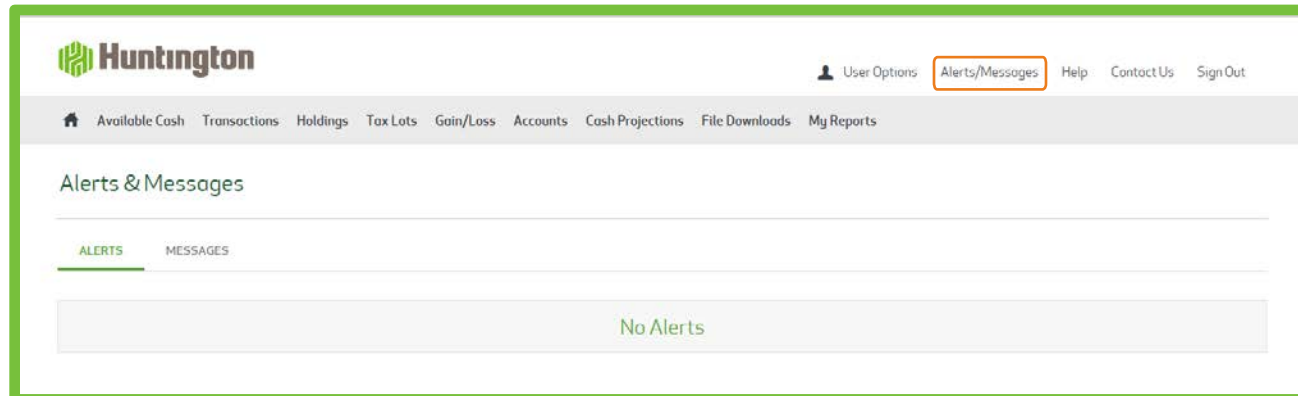 Huntington
User Options Alerts/Messages Help Contact Us Sign Out
Available Cash Transactions Holdings Tax Lots Gain/Loss Accounts Cash Projections File Downloads My Reports
Alerts & Messages
ALERTS MESSAGES
No Alerts